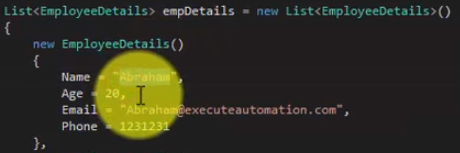 List<EmployeeDetails> empDetails = new List<EmployeeDetails>()
{
new EmployeeDetails()
{
Name = "Abraham",
Age = 20,
Email = "Abraham@executeautomation.com",
Phone = 1231231
},